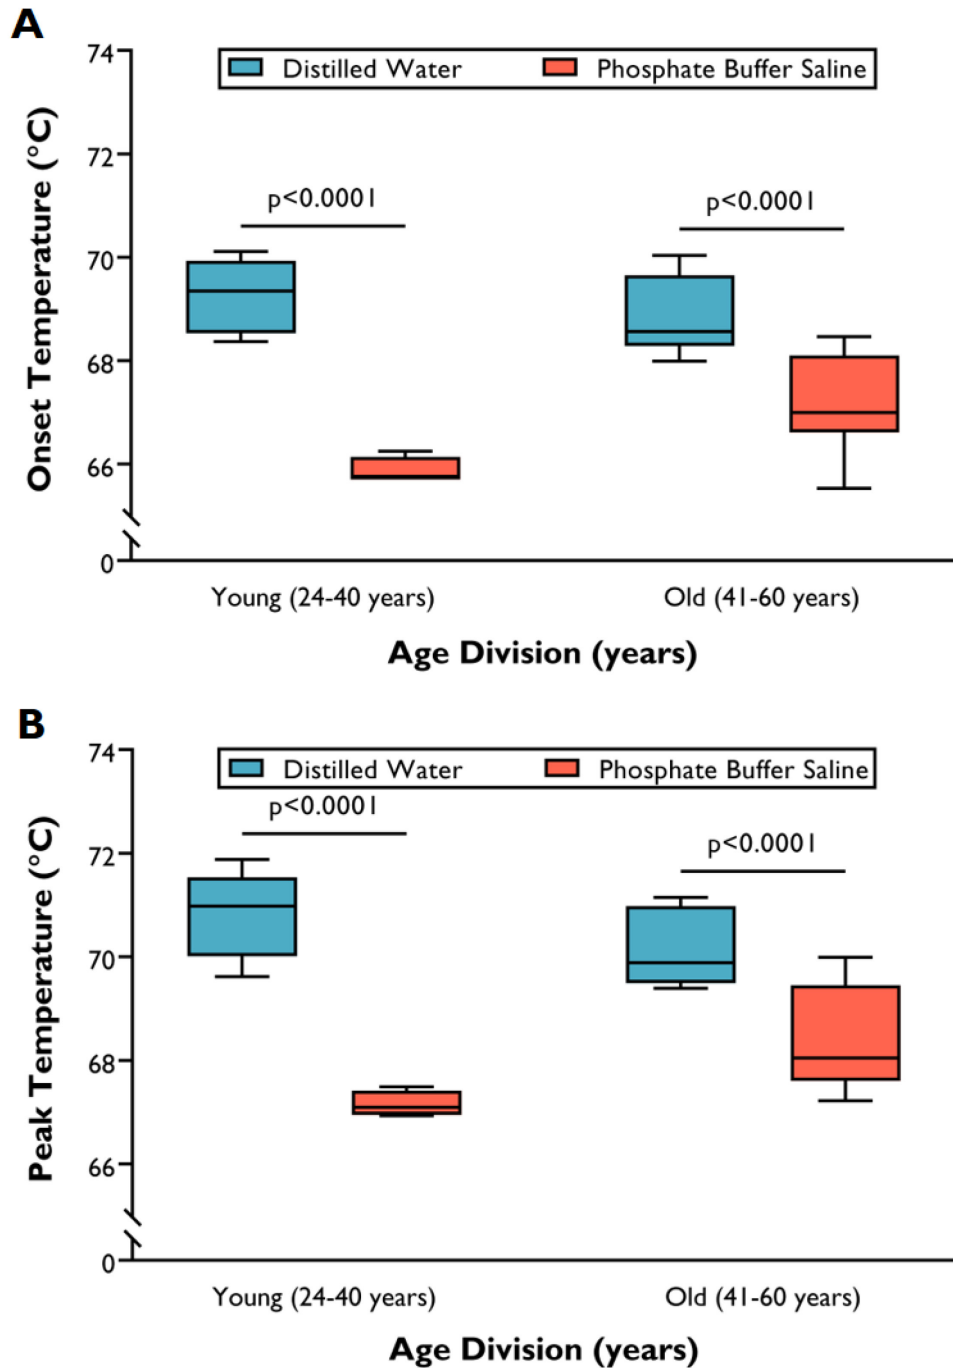 A
74
Distilled Water
Phosphate Buffer Saline
72
p<0.0001
p<0.0001
70
68
66
0
Onset Temperature (°C)
Young (24-40 years)
Old (41-60 years)
Age Division (years)
B
74
Distilled Water
Phosphate Buffer Saline
p<0.0001
72
p<0.0001
70
68
66
0
Peak Temperature (°C)
Young (24-40 years)
Old (41-60 years)
Age Division (years)